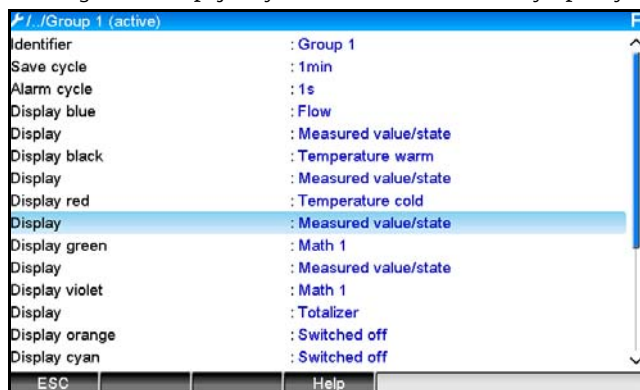 /../Group 1 (active)
Identifier : Group 1
Save cycle : 1min
Alarm cycle : 1s
Display blue : Flow
Display : Measured value/state
Display black : Temperature warm
Display : Measured value/state
Display red : Temperature cold
Display : Measured value/state
Display green : Math 1
Display : Measured value/state
Display violet : Math 1
Display : Totalizer
Display orange : Switched off
Display cyan : Switched off
ESC Help